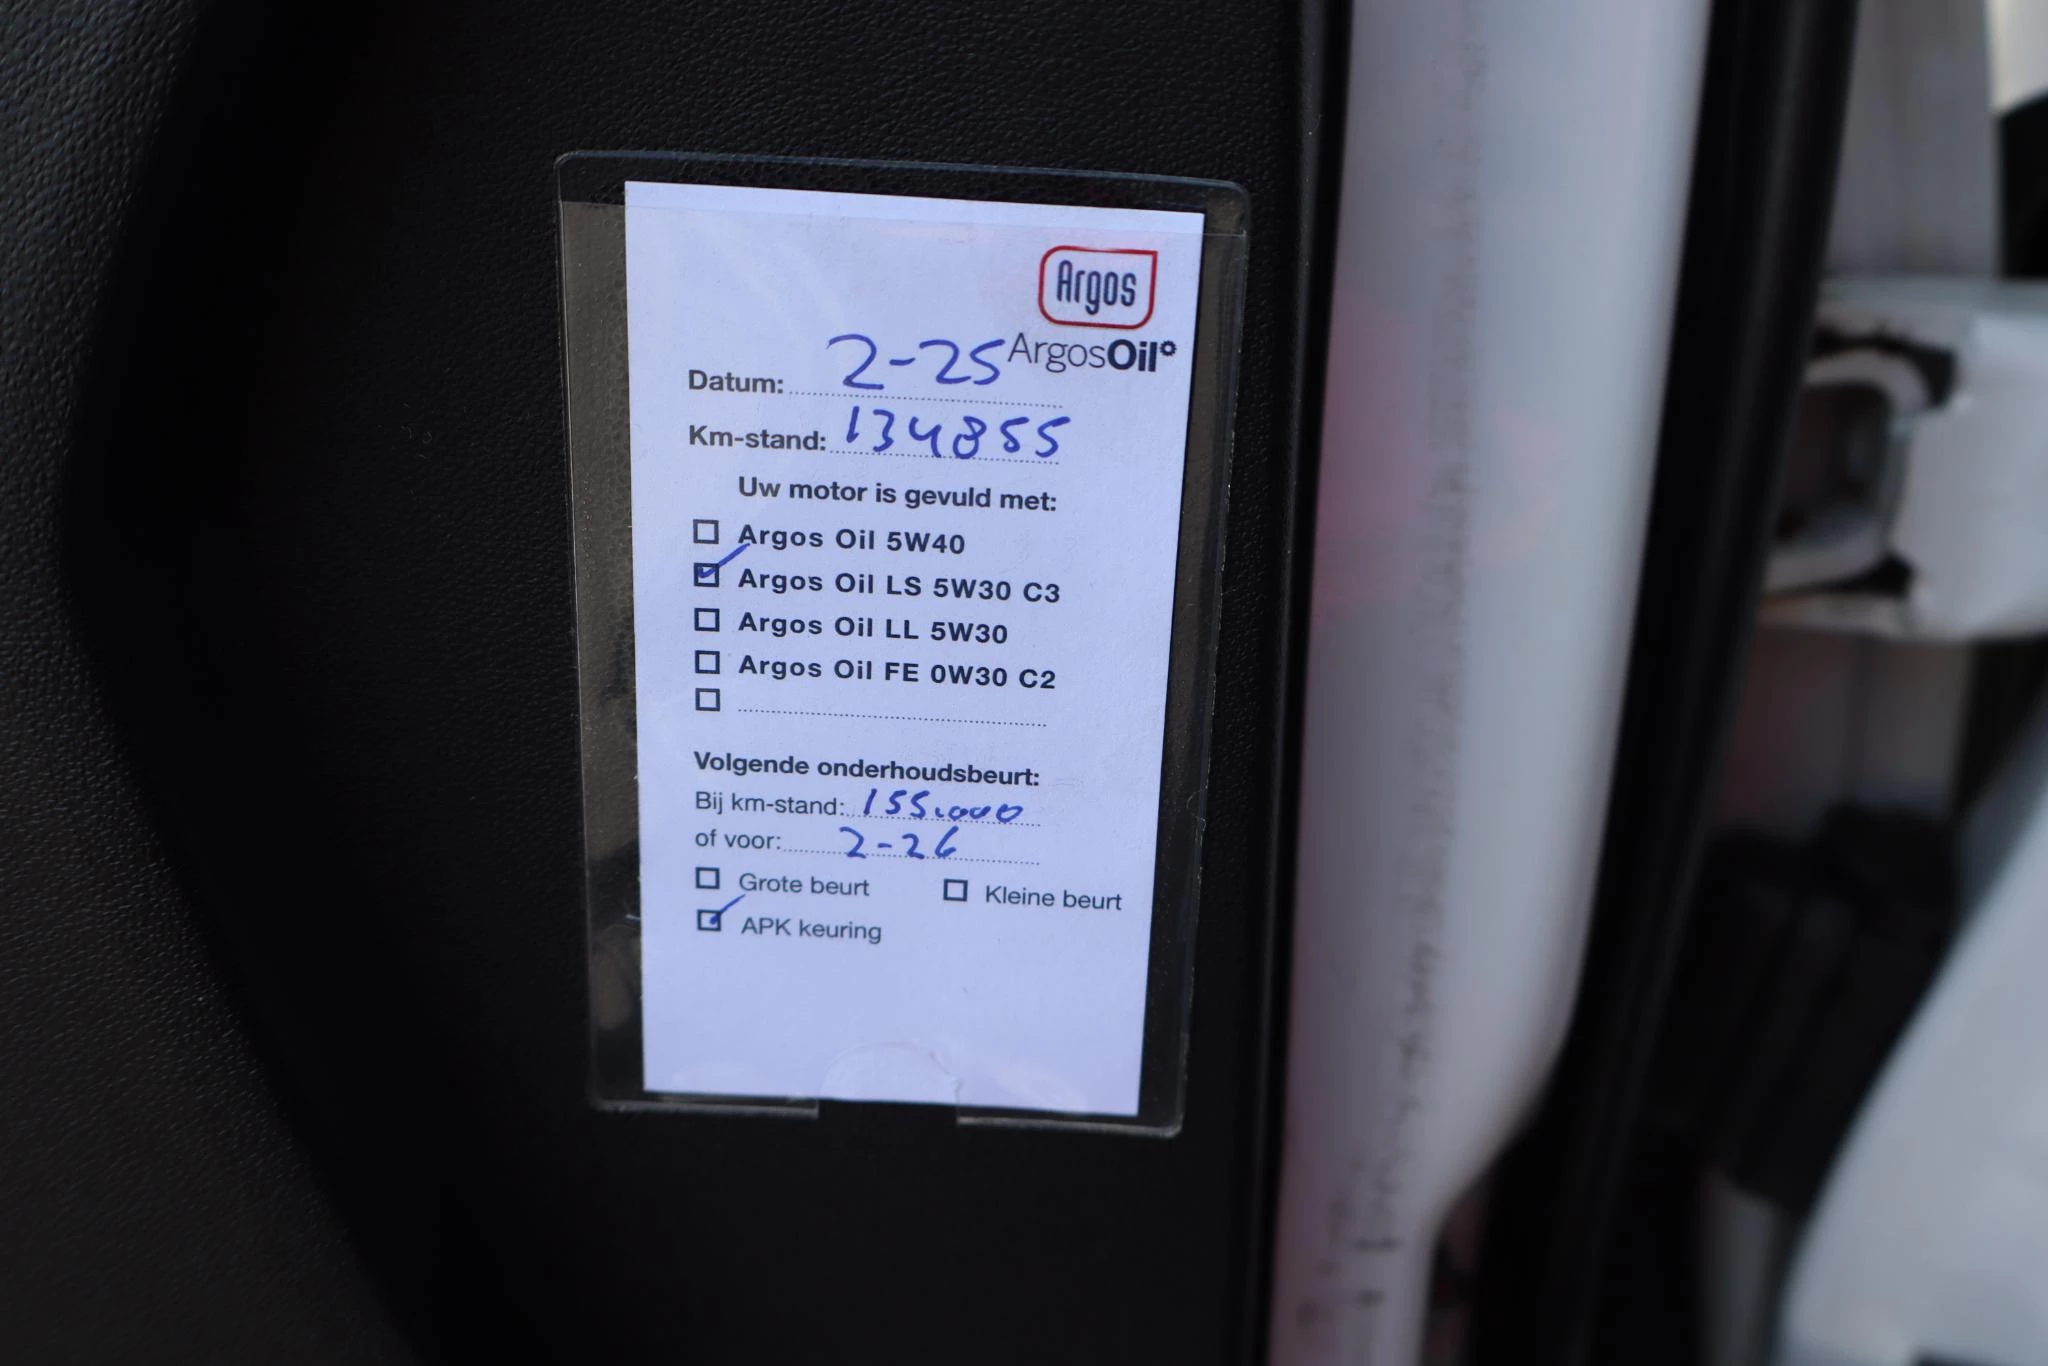 Argos
ArgosOil
Datum: 2-25
Km-stand: 134855
Uw motor is gevuld met:
Argos Oil 5W40
Argos Oil LS 5W30 C3
Argos Oil LL 5W30
Argos Oil FE 0W30 C2
Volgende onderhoudsbeurt:
Bij km-stand: 155.000
of voor: 2-26
Grote beurt Kleine beurt
APK keuring